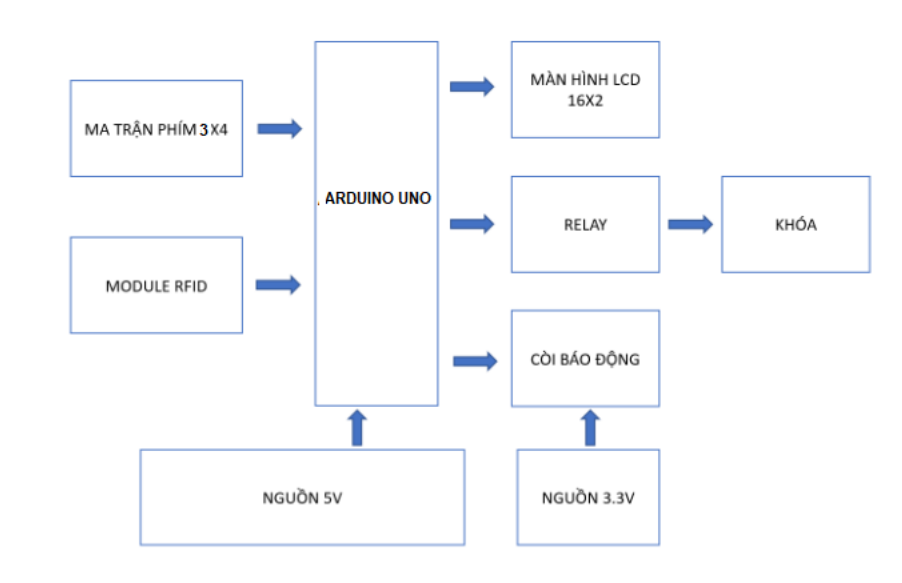 MÀN HÌNH LCD
16X2
MA TRẬN PHÍM 3X4
. ARDUINO UNO
RELAY
KHÓA
MODULE RFID
CÒI BÁO ĐỘNG
NGUỒN 5V
NGUỒN 3.3V